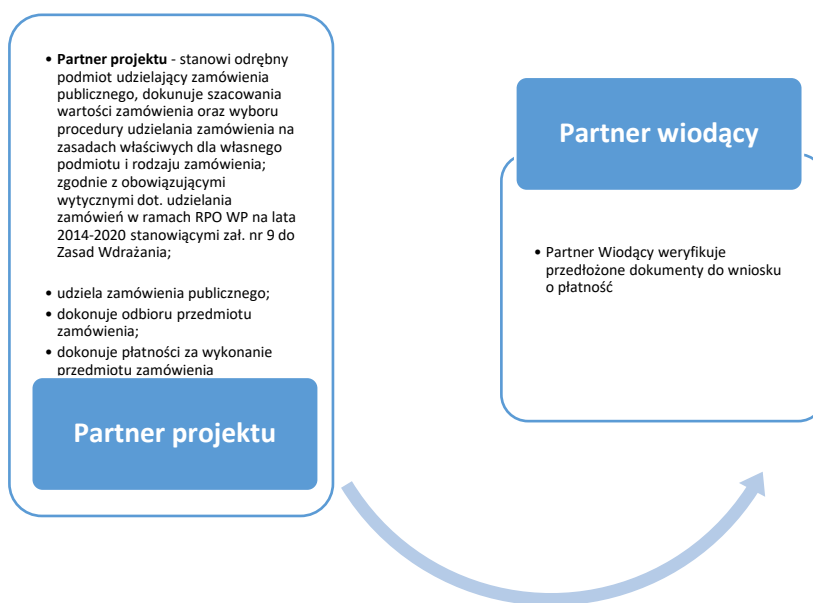 • Partner projektu - stanowi odrębny
podmiot udzielający zamówienia
publicznego, dokunuje szacowania
wartości zamówienia oraz wyboru
procedury udzielania zamówienia na
zasadach właściwych dla własnego
podmiotu i rodzaju zamówienia;
zgodnie z obowiązującymi
wytycznymi dot. udzielania
zamówień w ramach RPO WP na lata
2014-2020 stanowiącymi zał. nr 9 do
Zasad Wdrażania;
• udziela zamówienia publicznego;
• dokonuje odbioru przedmiotu
zamówienia;
• dokonuje płatności za wykonanie
przedmiotu zamówienia
Partner projektu
Partner wiodący
• Partner Wiodący weryfikuje
przedłożone dokumenty do wniosku
o płatność